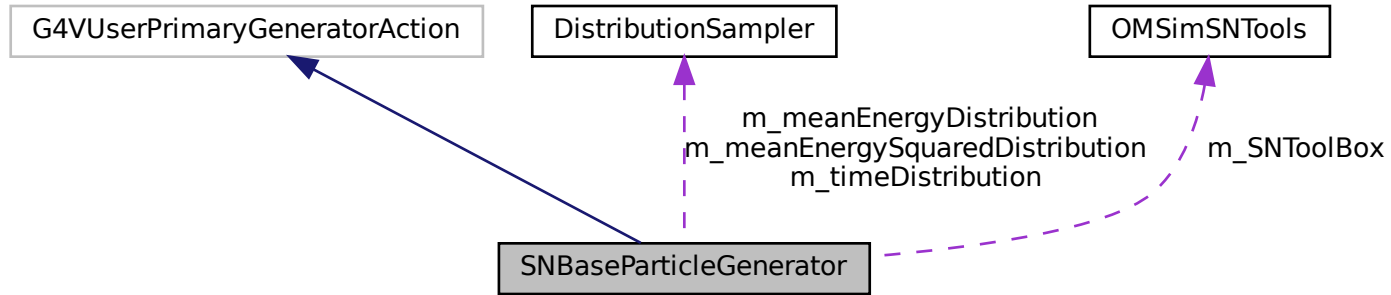 G4VUserPrimaryGeneratorAction
DistributionSampler
OMSimSNTools
m_meanEnergyDistribution
m_meanEnergySquaredDistribution
m_timeDistribution
m_SNToolBox
SNBaseParticleGenerator